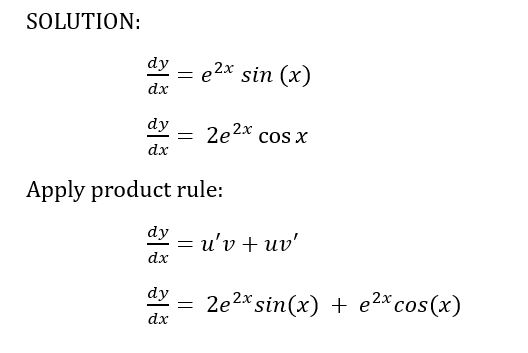 SOLUTION:
dy/dx = e^{2x} sin (x)
dy/dx = 2e^{2x} cos x
Apply product rule:
dy/dx = u'v + uv'
dy/dx = 2e^{2x}sin(x) + e^{2x}cos(x)